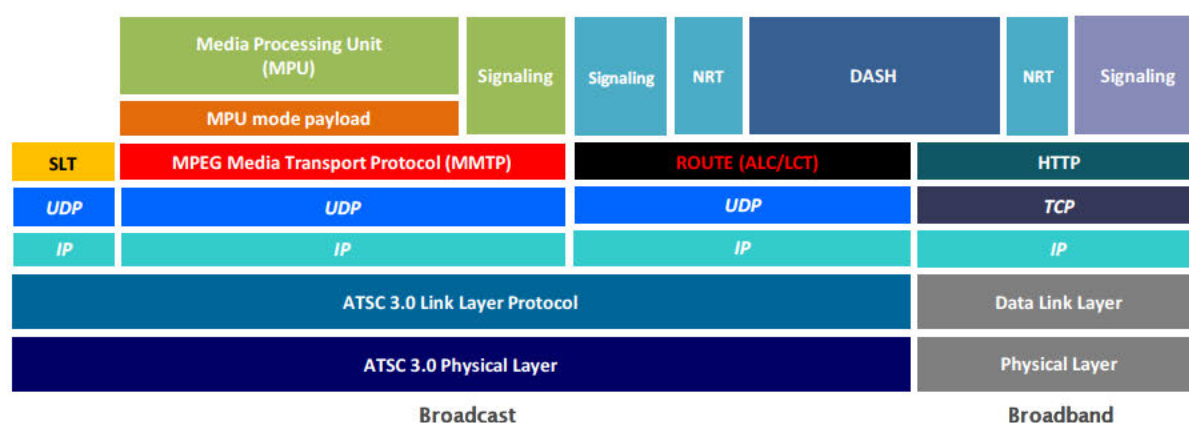 Media Processing Unit
(MPU)
Signaling
Signaling
NRT
DASH
NRT
Signaling
MPU mode payload
SLT
MPEG Media Transport Protocol (MMTP)
ROUTE (ALC/LCT)
HTTP
UDP
UDP
UDP
TCP
IP
IP
IP
IP
ATSC 3.0 Link Layer Protocol
Data Link Layer
ATSC 3.0 Physical Layer
Physical Layer
Broadcast
Broadband